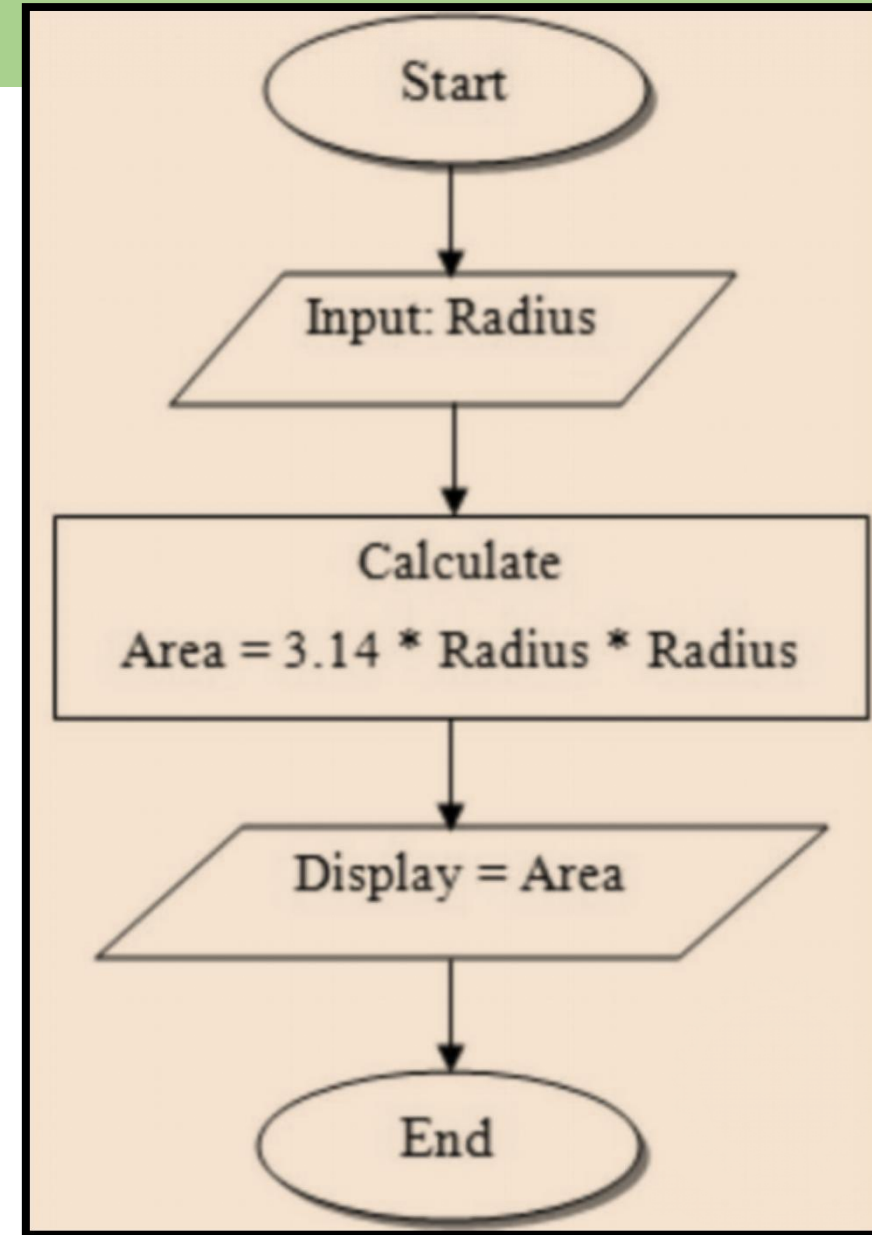 Start
Input: Radius
Calculate
Area = 3.14 * Radius * Radius
Display = Area
End